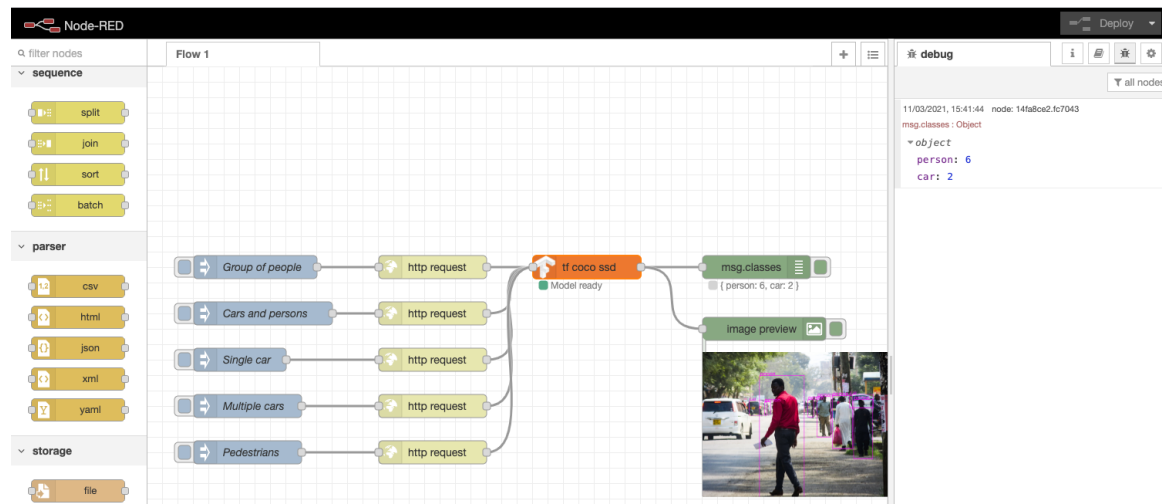 Node-RED
Deploy
filter nodes
sequence
split
join
sort
batch
parser
csv
html
json
xml
yaml
storage
file
Flow 1
Group of people
http request
Cars and persons
http request
Single car
http request
Multiple cars
http request
Pedestrians
http request
tf coco ssd
Model ready
msg.classes
{ person: 6, car: 2 }
image preview
debug
all nodes
11/03/2021, 15:41:44 node: 14fa8ce2.fc7043
msg.classes : Object
object
person: 6
car: 2